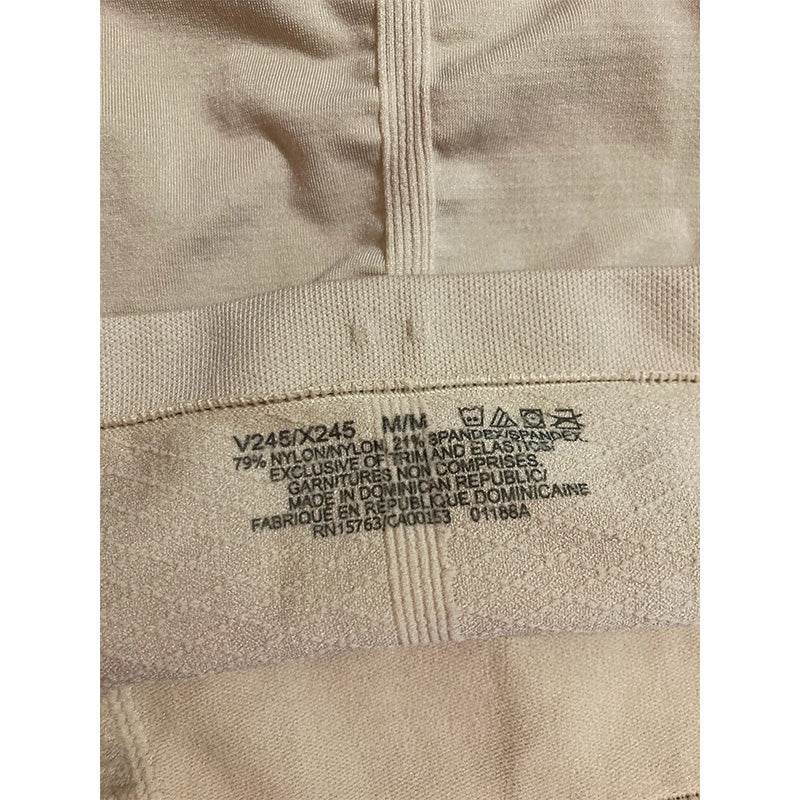 V245/X245 M/M
79% NYLON/NYLON, 21% SPANDEX/SPANDEX
EXCLUSIVE OF TRIM AND ELASTICS/
GARNITURES NON COMPRISES.
MADE IN DOMINICAN REPUBLIC/
FABRIQUÉ EN RÉPUBLIQUE DOMINICAINE
RN15763/CA00153 01188A